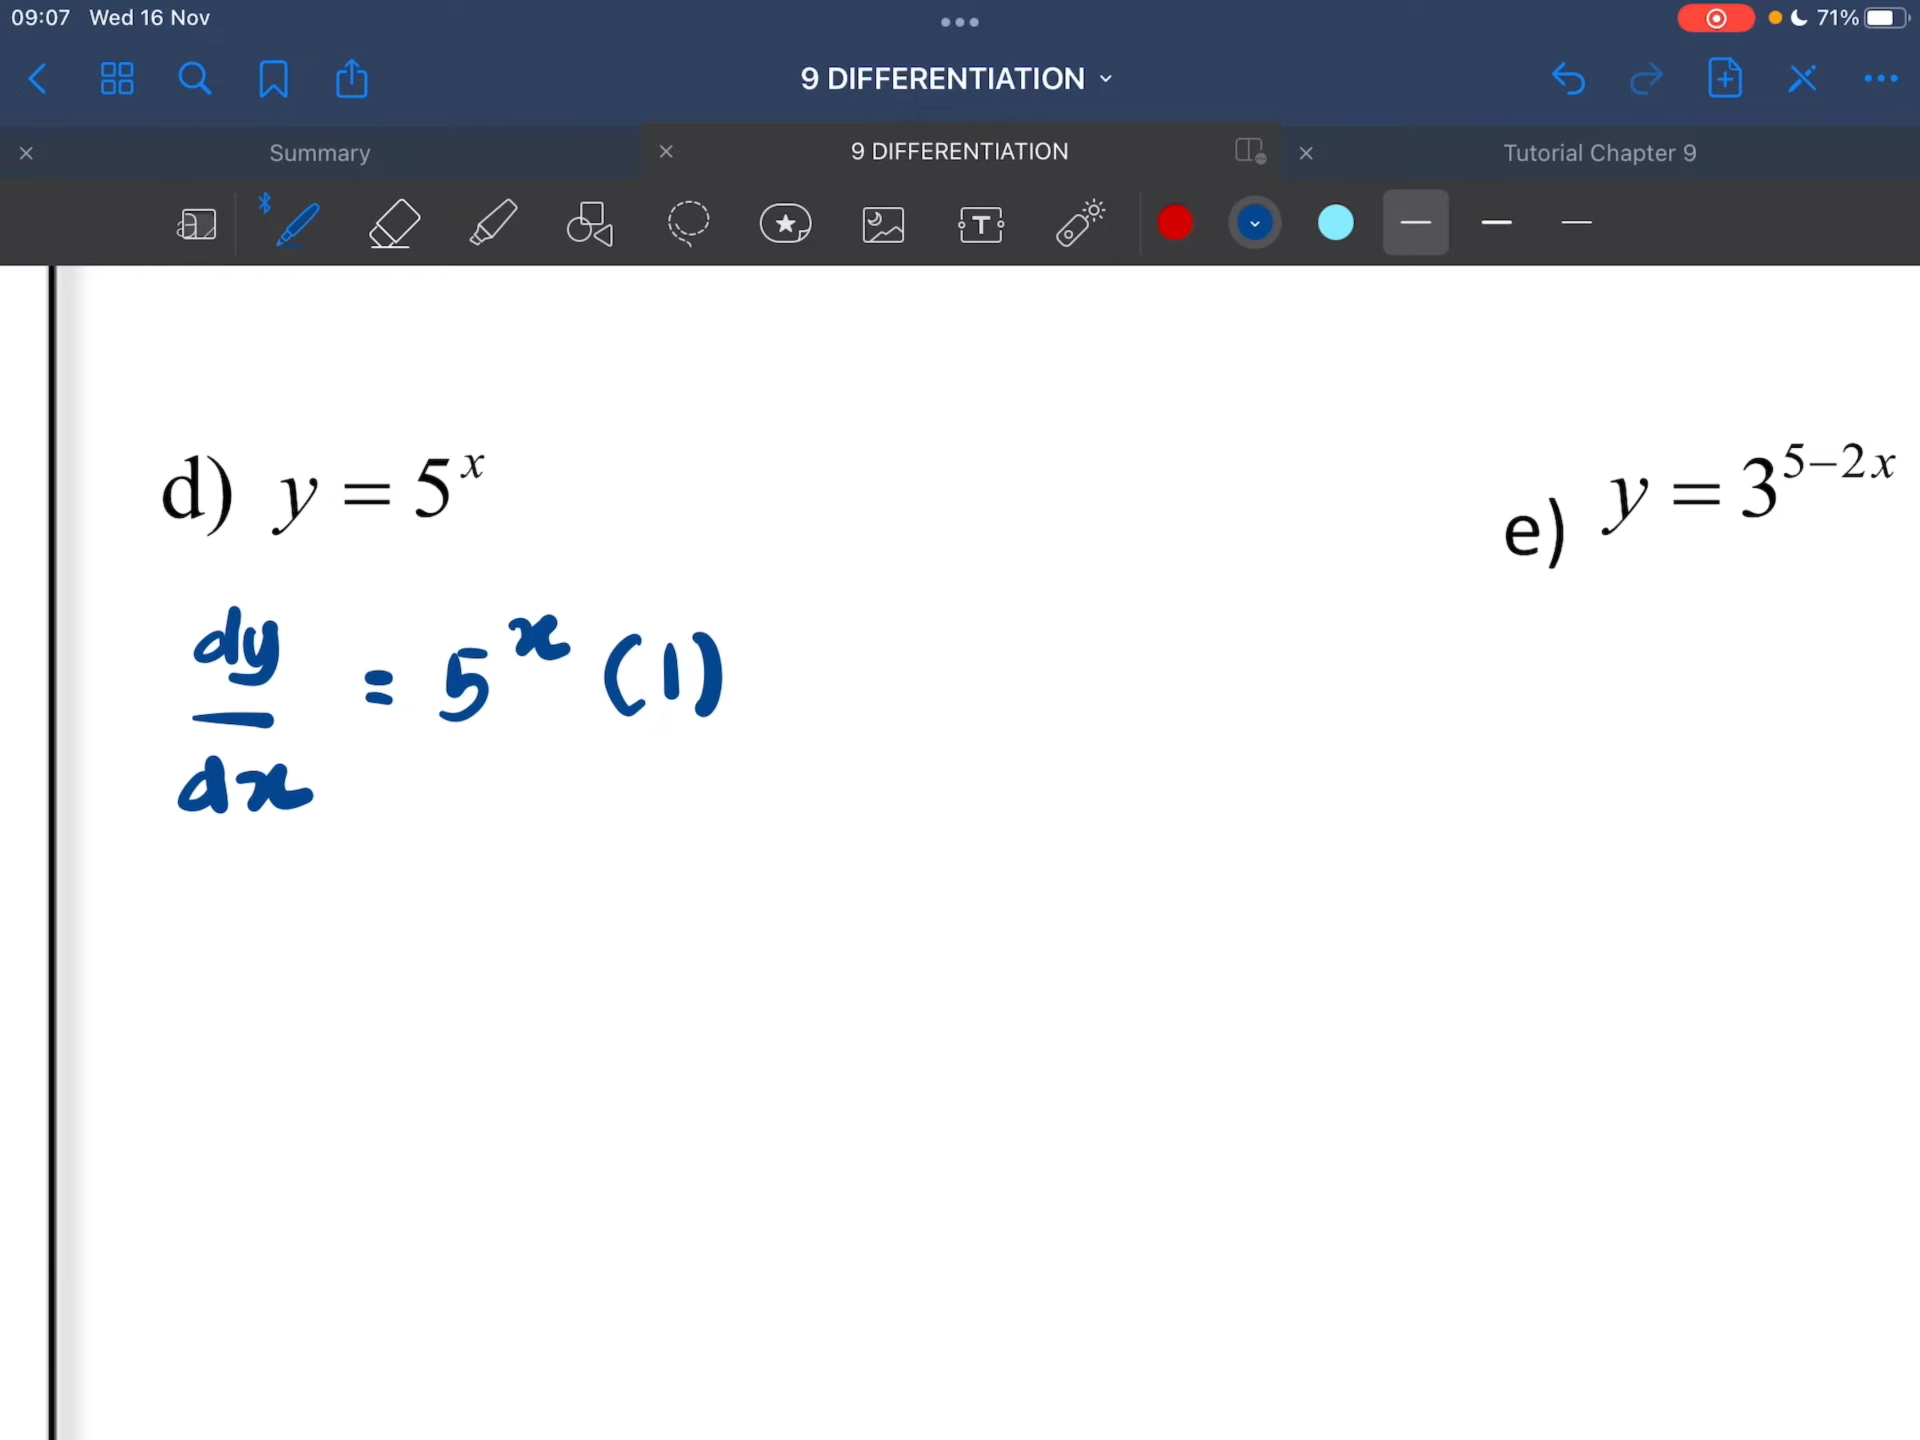 09:07 Wed 16 Nov
71%
9 DIFFERENTIATION
Summary
9 DIFFERENTIATION
Tutorial Chapter 9
T
d) y = 5^x
e) y = 3^{5-2x}
dy/dx = 5^x (1)